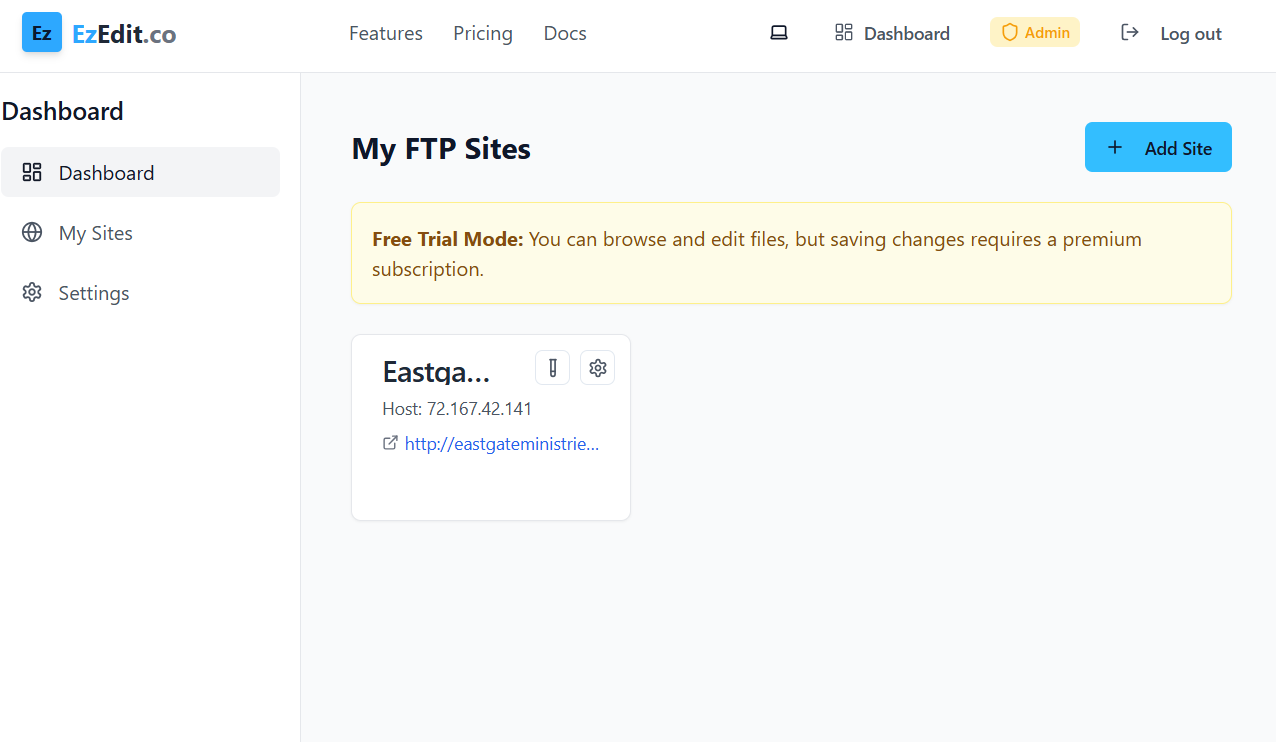 Ez EzEdit.co
Features Pricing Docs
Dashboard Admin Log out
Dashboard
Dashboard
My Sites
Settings
My FTP Sites
Add Site
Free Trial Mode: You can browse and edit files, but saving changes requires a premium
subscription.
Eastga...
Host: 72.167.42.141
http://eastgateministrie...